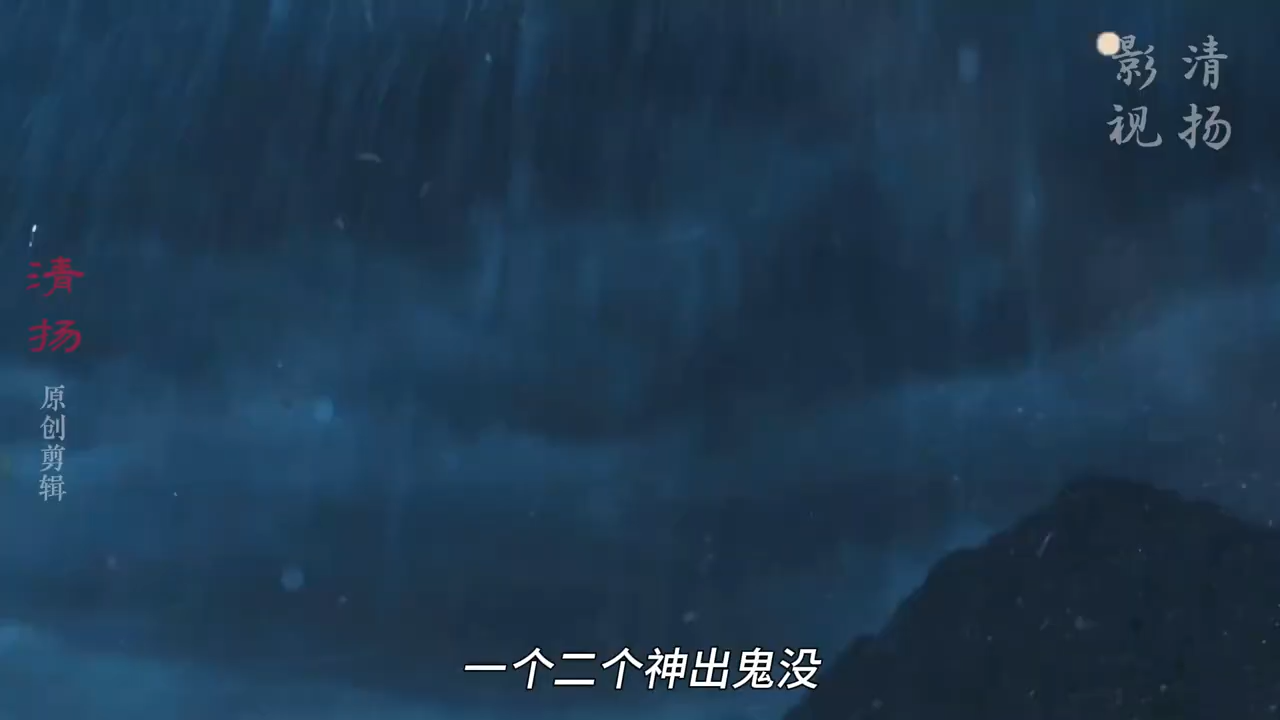 清扬
影视
清扬
原创剪辑
一个二个神出鬼没